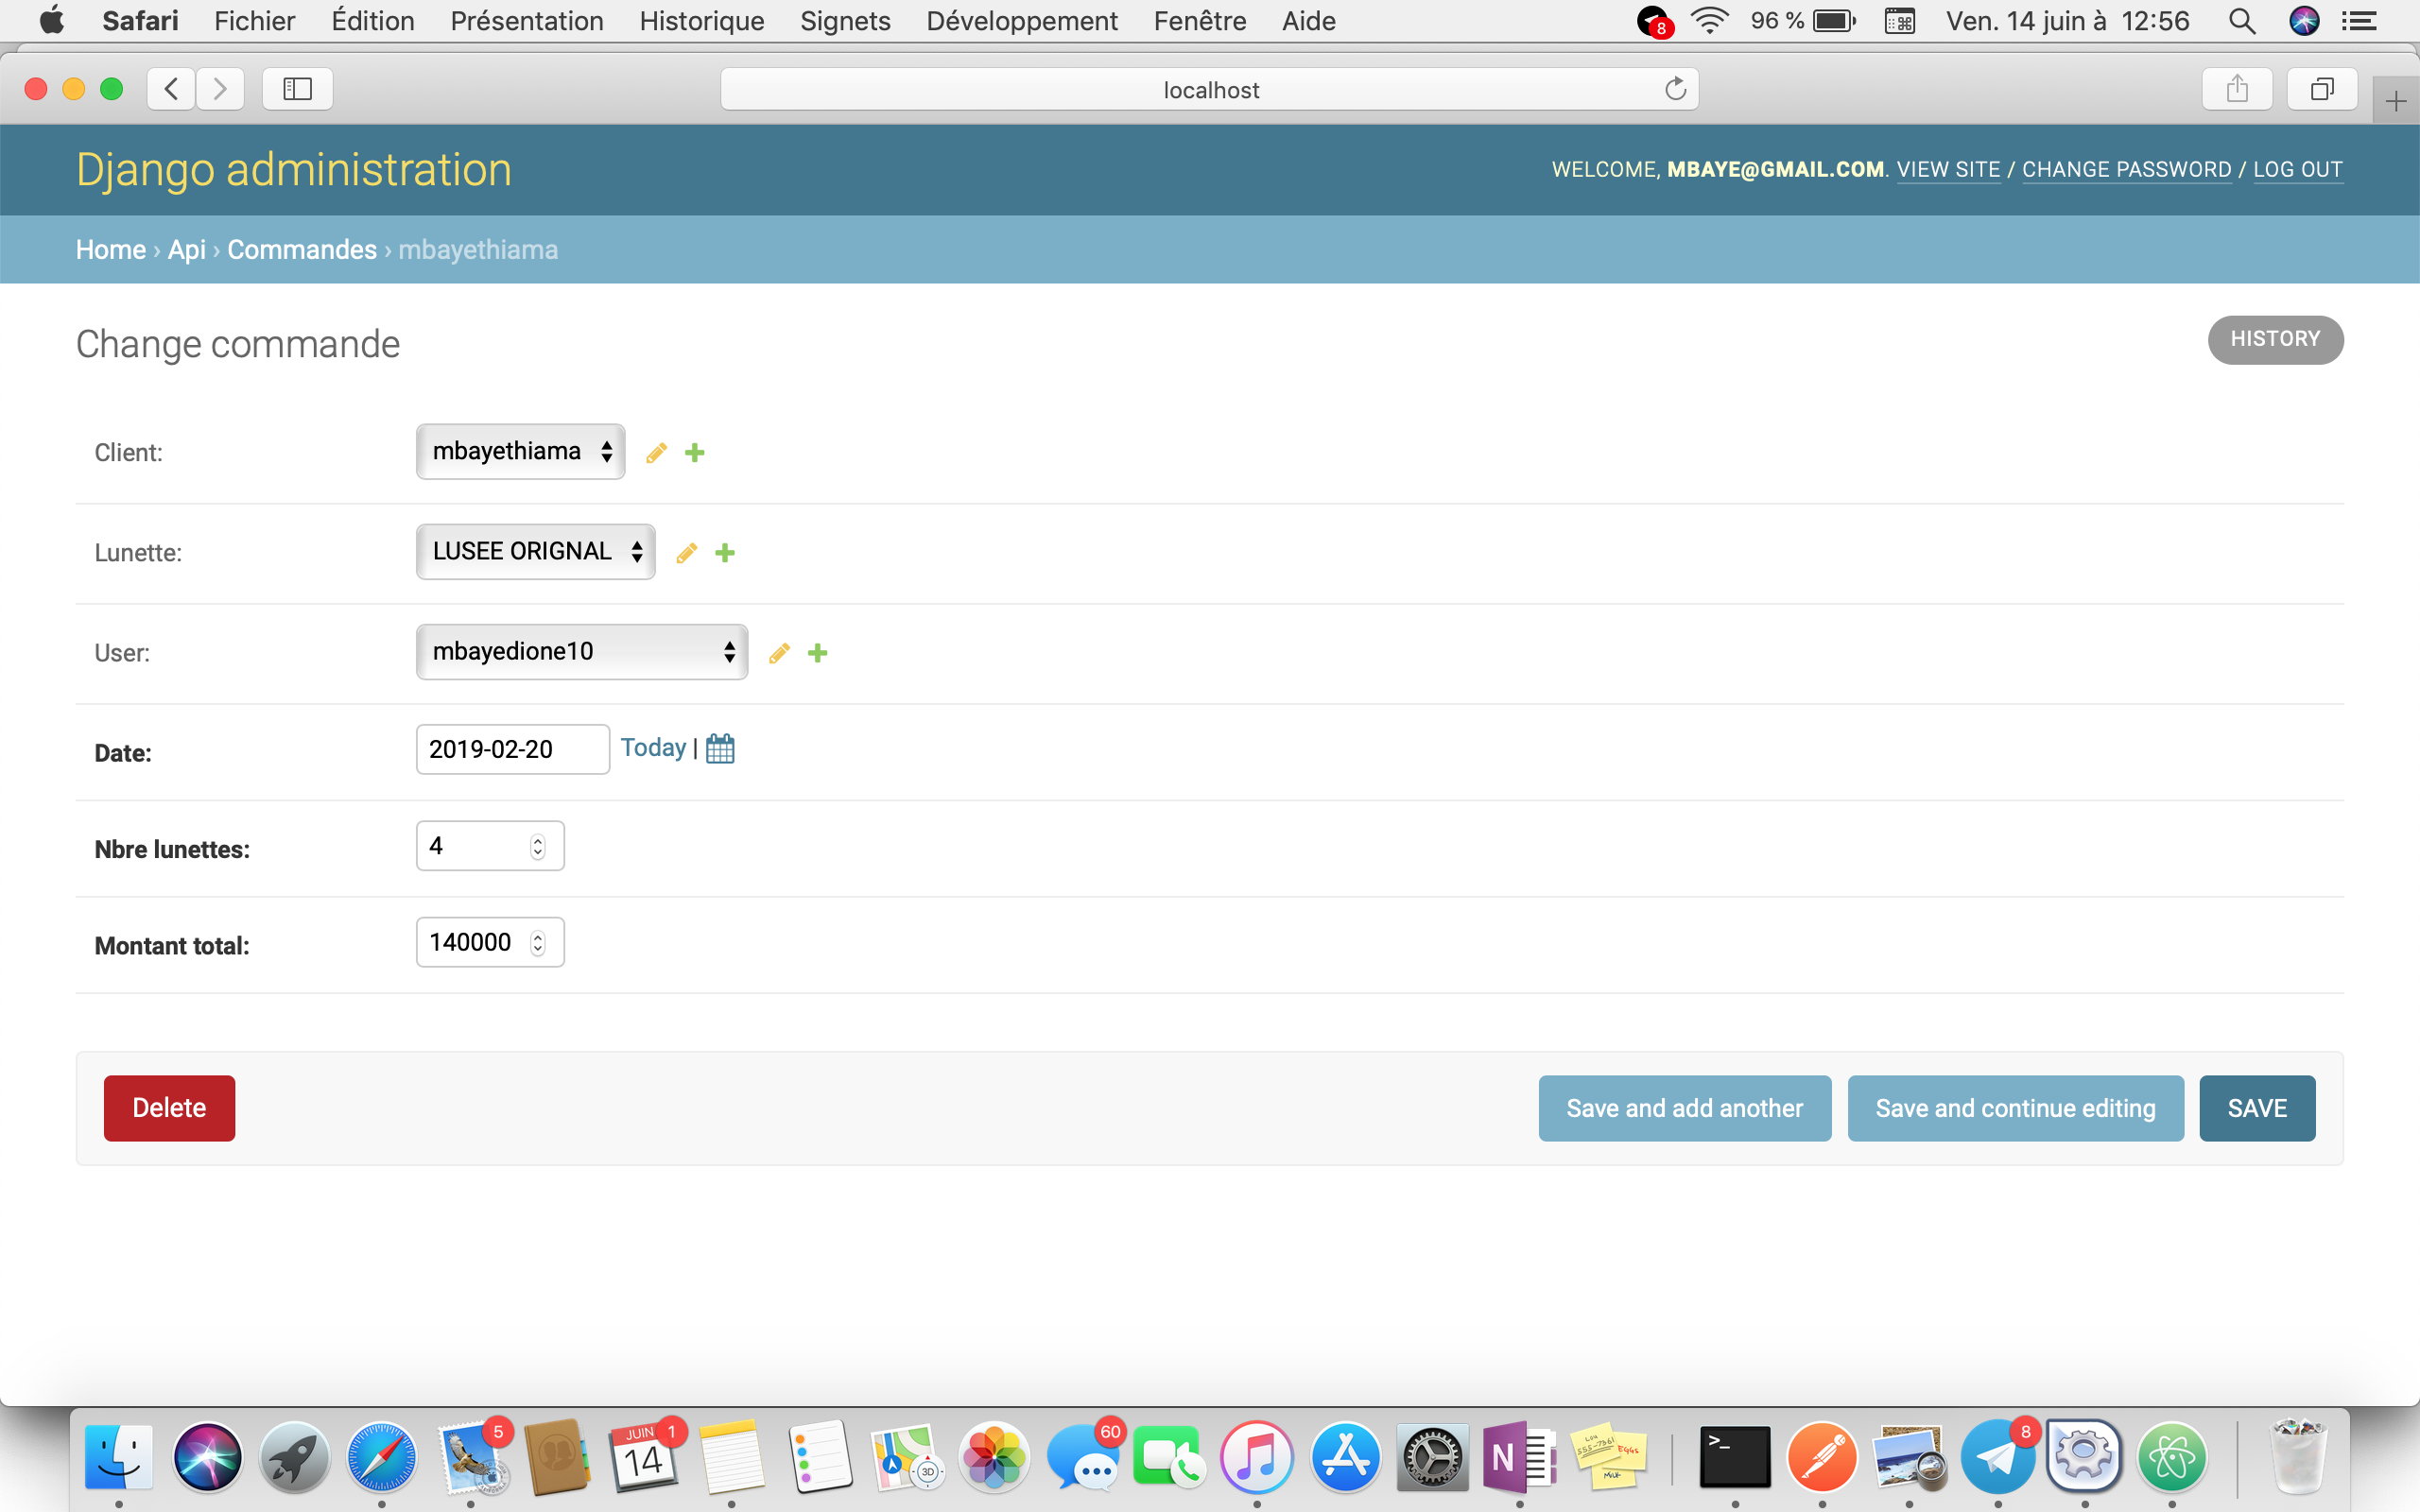 Safari Fichier Édition Présentation Historique Signets Développement Fenêtre Aide 8 96 % Ven. 14 juin à 12:56
localhost
Django administration
WELCOME, MBAYE@GMAIL.COM. VIEW SITE / CHANGE PASSWORD / LOG OUT
Home › Api › Commandes › mbayethiama
Change commande
HISTORY
Client: mbayethiama
Lunette: LUSEE ORIGNAL
User: mbayedione10
Date: 2019-02-20 Today |
Nbre lunettes: 4
Montant total: 140000
Delete Save and add another Save and continue editing SAVE
5 JUIN 14 1 3D 60 N EGGS MILK >_ 8